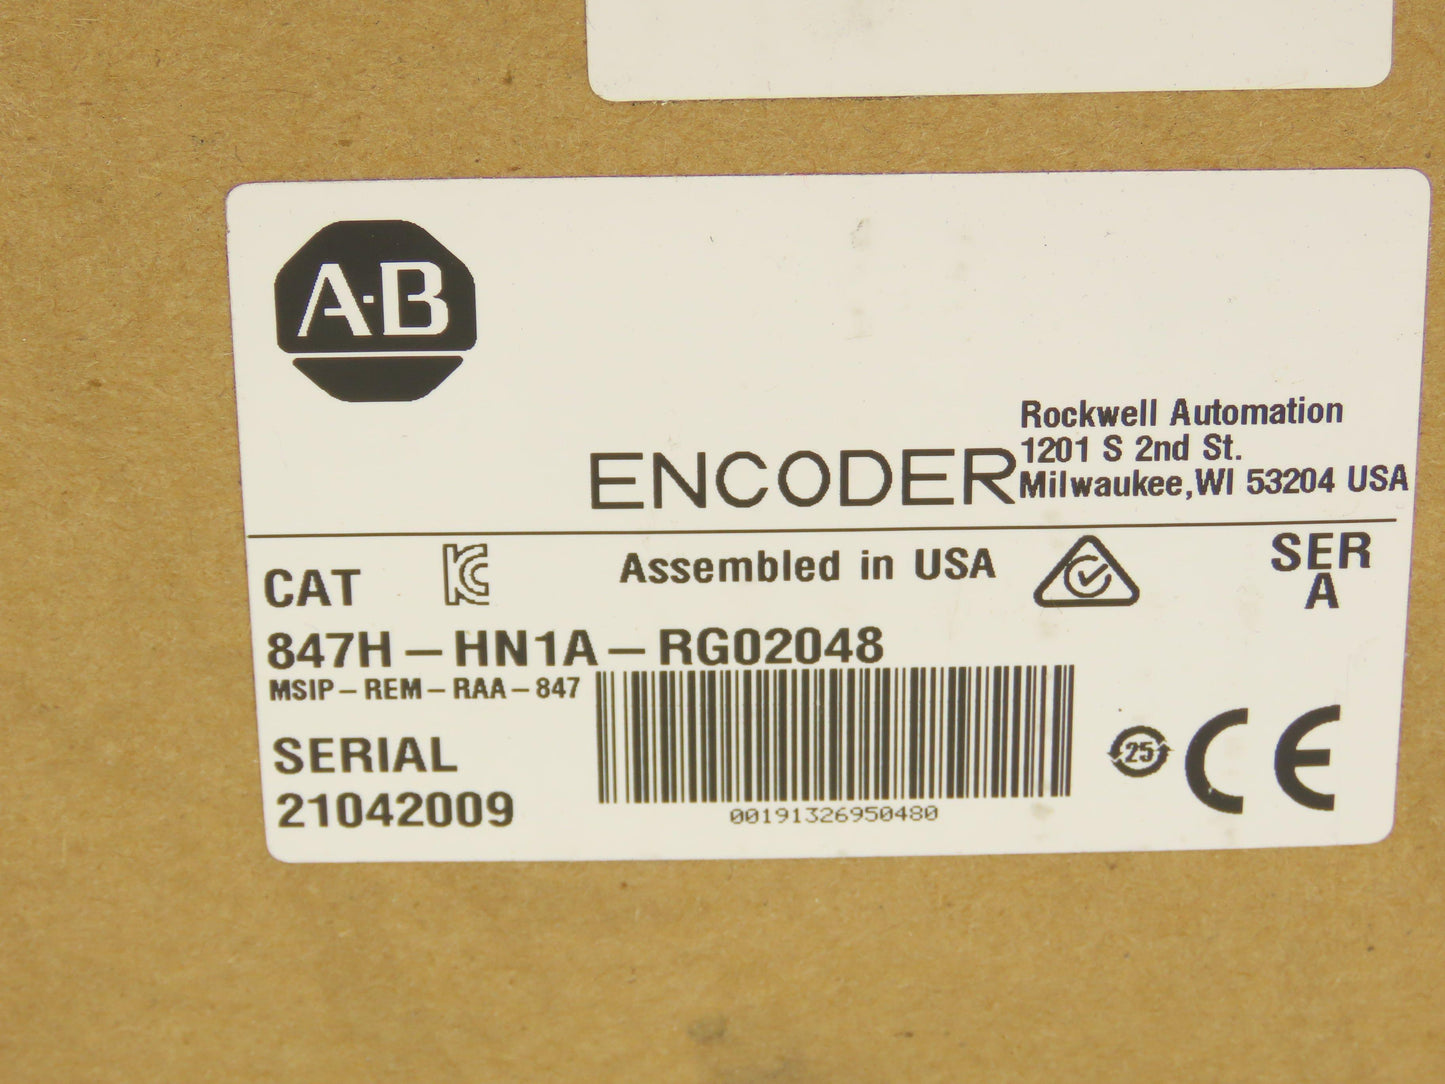 A·B
Rockwell Automation
1201 S 2nd St.
ENCODER Milwaukee,WI 53204 USA
CAT KC Assembled in USA SER
A
847H-HN1A-RG02048
MSIP-REM-RAA-847
SERIAL 25 CE
21042009
00191326950480